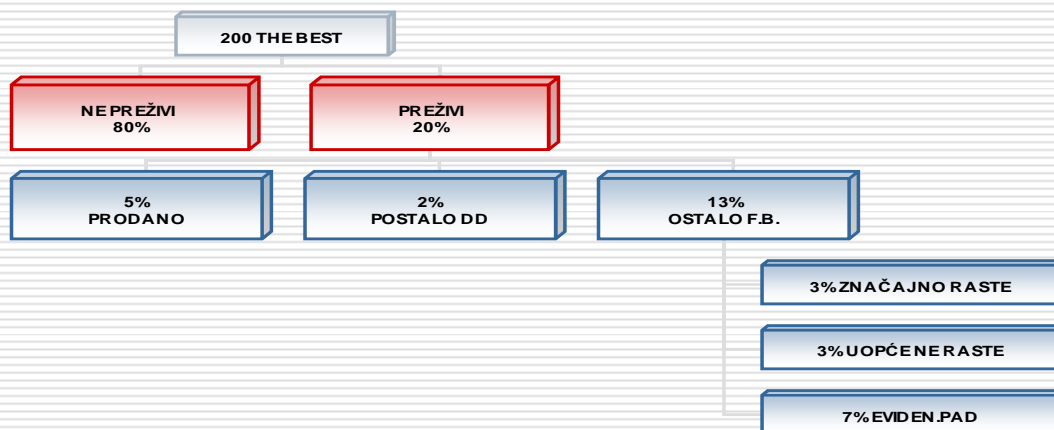 200 THE BEST
NE PREŽIVI
80%
PREŽIVI
20%
5%
PRODANO
2%
POSTALO DD
13%
OSTALO F.B.
3% ZNAČAJNO RASTE
3% UOPĆE NE RASTE
7% EVIDEN.PAD